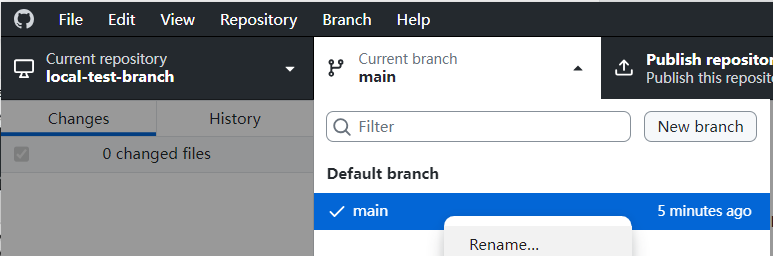 File Edit View Repository Branch Help
Current repository
local-test-branch
Current branch
main
Publish reposito
Publish this reposito
Changes History
0 changed files
Filter
New branch
Default branch
main 5 minutes ago
Rename...